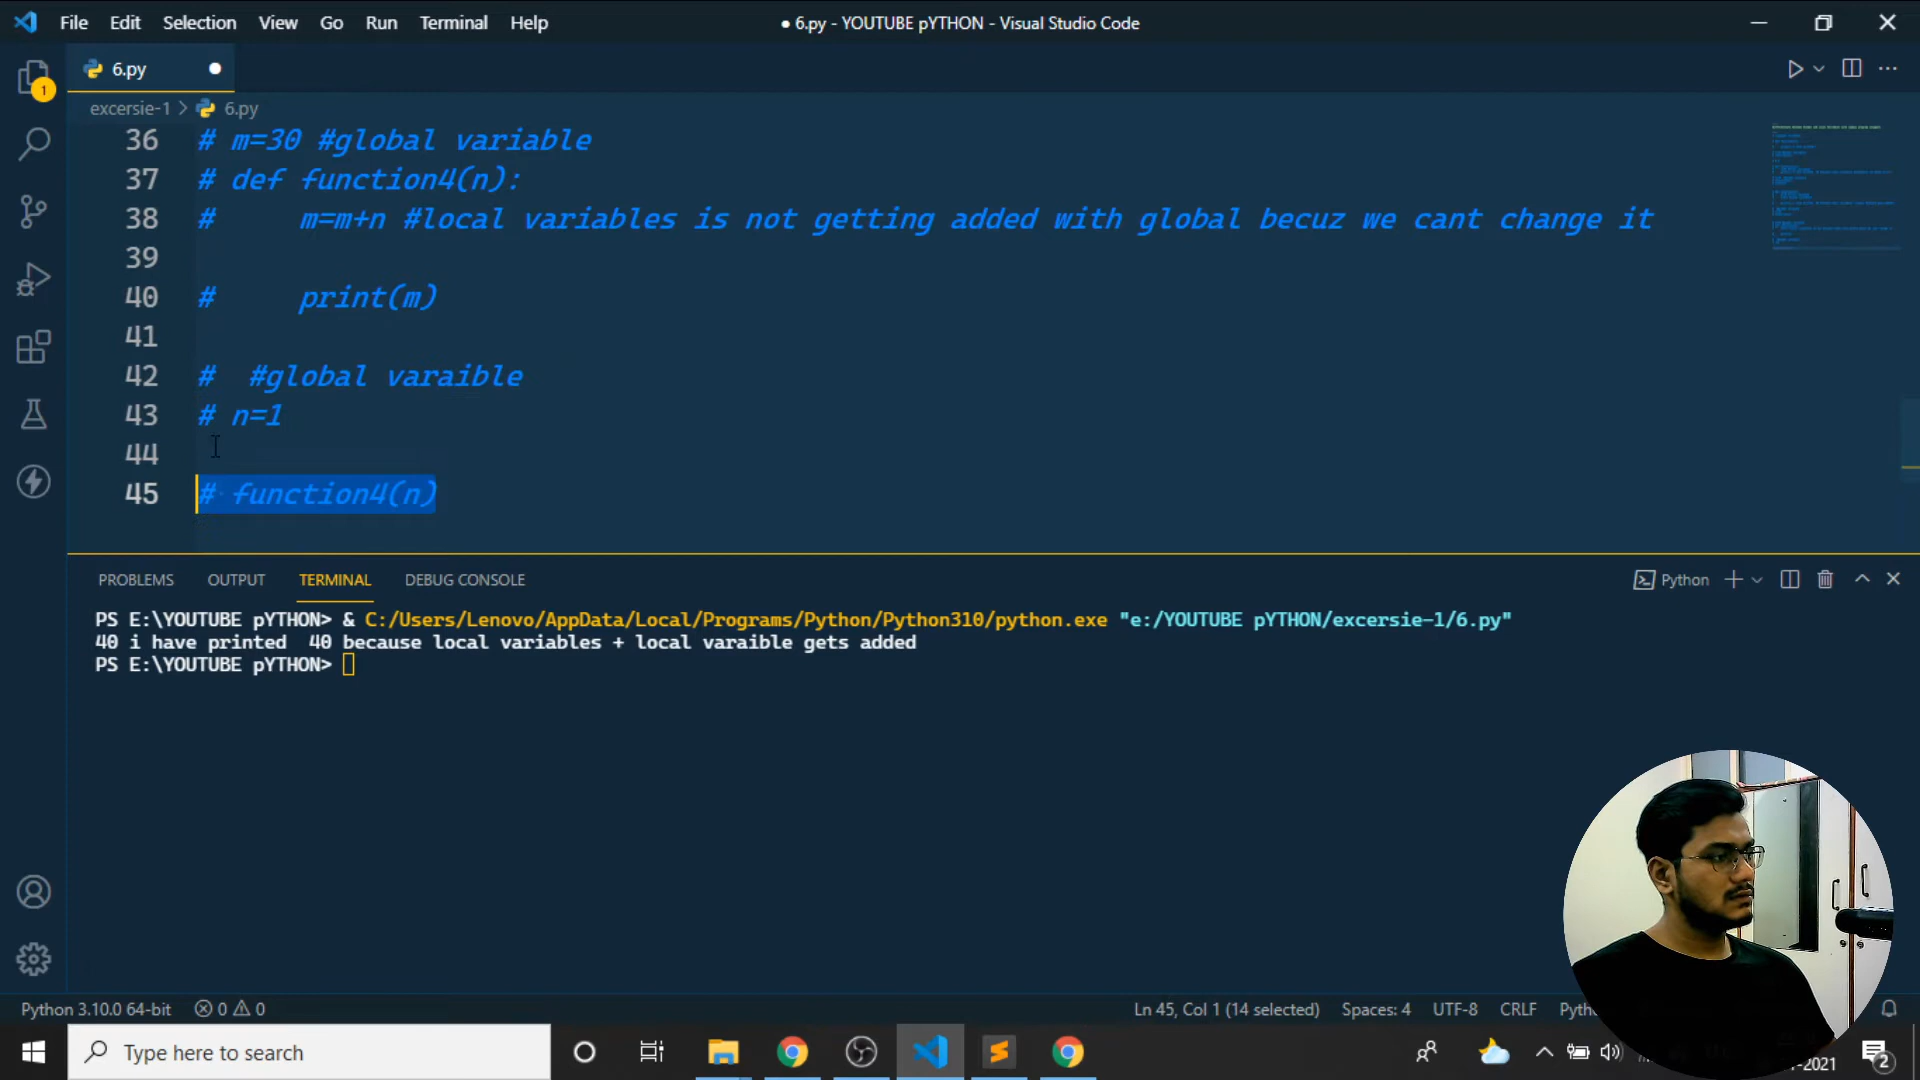 File Edit Selection View Go Run Terminal Help
● 6.py - YOUTUBE pYTHON - Visual Studio Code
6.py
1
excersie-1 > 6.py
36 # m=30 #global variable
37 # def function4(n):
38 #     m=m+n #local variables is not getting added with global becuz we cant change it
39
40 #     print(m)
41
42 #  #global varaible
43 # n=1
44
45 # function4(n)
PROBLEMS OUTPUT TERMINAL DEBUG CONSOLE
Python
PS E:\YOUTUBE pYTHON> & C:/Users/Lenovo/AppData/Local/Programs/Python/Python310/python.exe "e:/YOUTUBE pYTHON/excersie-1/6.py"
40 i have printed  40 because local variables + local varaible gets added
PS E:\YOUTUBE pYTHON>
Python 3.10.0 64-bit 0 0 Ln 45, Col 1 (14 selected) Spaces: 4 UTF-8 CRLF
Type here to search
2021
2